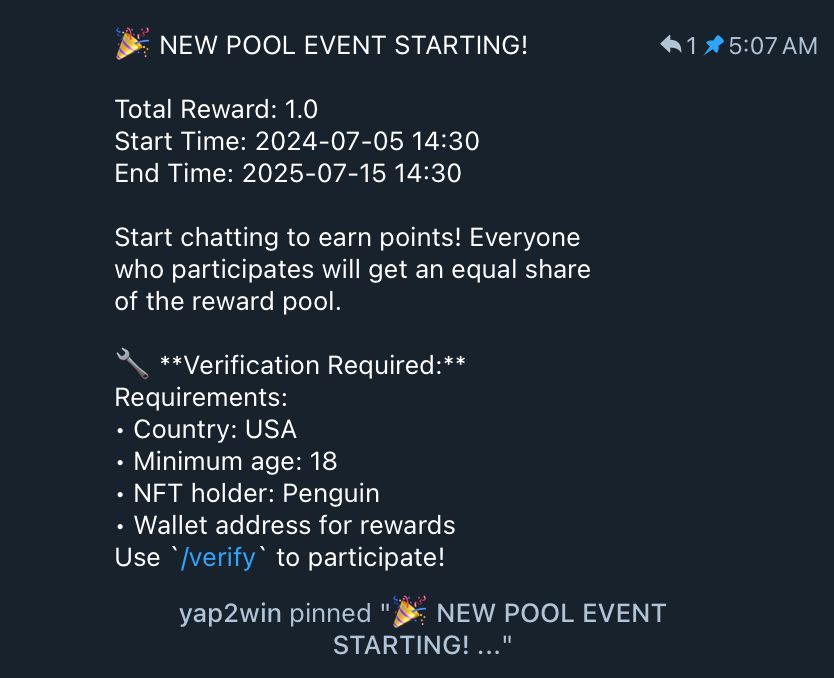 🎉 NEW POOL EVENT STARTING!
1 📌 5:07 AM
Total Reward: 1.0
Start Time: 2024-07-05 14:30
End Time: 2025-07-15 14:30
Start chatting to earn points! Everyone
who participates will get an equal share
of the reward pool.
🔧 **Verification Required:**
Requirements:
• Country: USA
• Minimum age: 18
• NFT holder: Penguin
• Wallet address for rewards
Use `/verify` to participate!
yap2win pinned "🎉 NEW POOL EVENT
STARTING! ..."